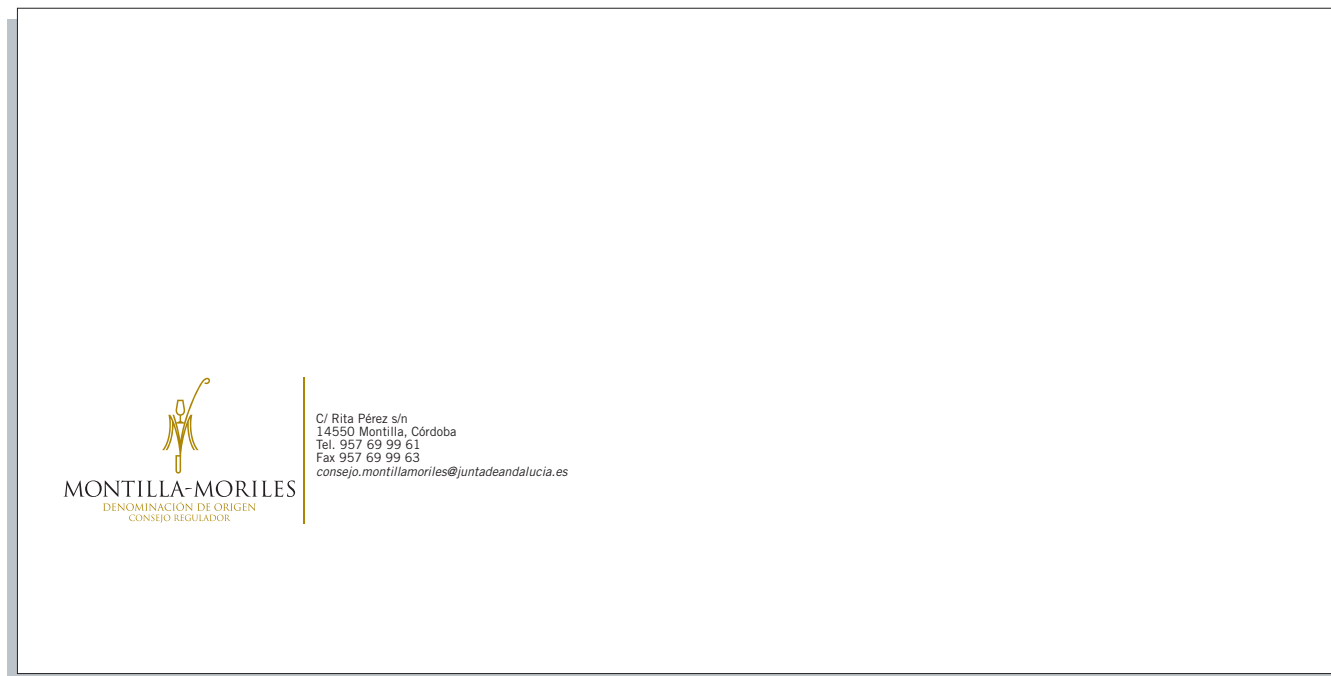 MONTILLA-MORILES
DENOMINACIÓN DE ORIGEN
CONSEJO REGULADOR
C/ Rita Pérez s/n
14550 Montilla, Córdoba
Tel. 957 69 99 61
Fax 957 69 99 63
consejo.montillamoriles@juntadeandalucia.es